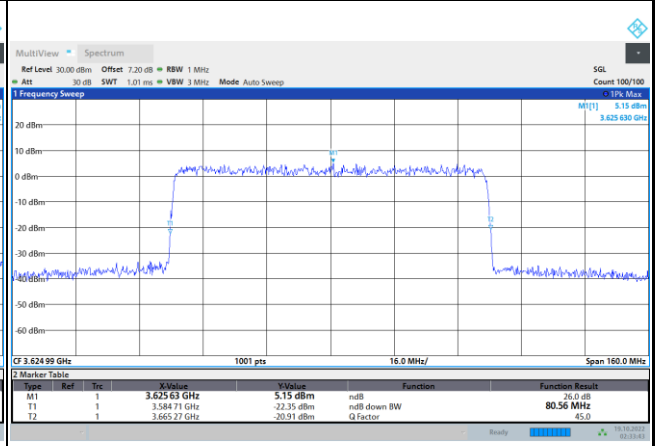 MultiView Spectrum
Ref Level 30.00 dBm Offset 7.20 dB RBW 1 MHz SGL
Att 30 dB SWT 1.01 ms VBW 3 MHz Mode Auto Sweep Count 100/100
1 Frequency Sweep 1Pk Max
M1[1] 5.15 dBm
3.625 630 GHz
20 dBm
10 dBm
M1
0 dBm
-10 dBm
-20 dBm
T2
-30 dBm
-40 dBm
-50 dBm
-60 dBm
CF 3.624 99 GHz 1001 pts 16.0 MHz/ Span 160.0 MHz
2 Marker Table
Type Ref Trc X-Value Y-Value Function Function Result
M1 1 3.625 63 GHz 5.15 dBm ndB 26.0 dB
T1 1 3.584 71 GHz -22.35 dBm ndB down BW 80.56 MHz
T2 1 3.665 27 GHz -20.91 dBm Q Factor 45.0
Ready 19.10.2022
02:33:43